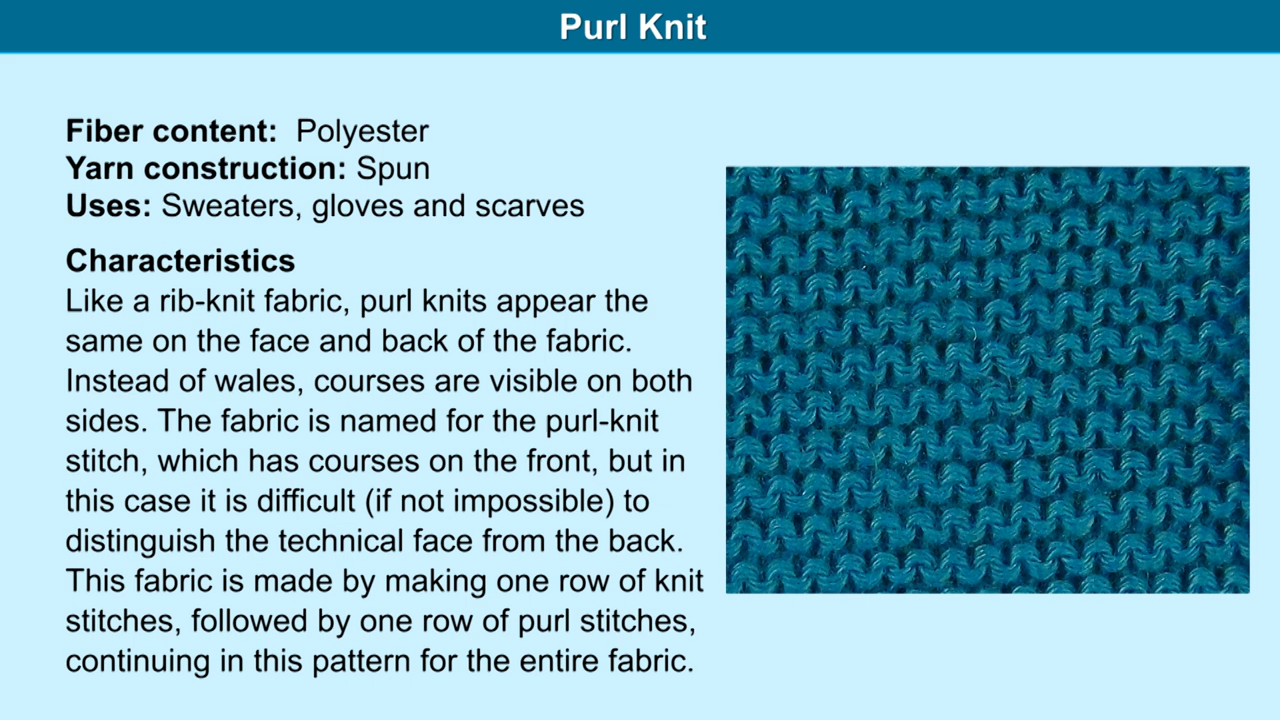 Purl Knit
Fiber content: Polyester
Yarn construction: Spun
Uses: Sweaters, gloves and scarves
Characteristics
Like a rib-knit fabric, purl knits appear the
same on the face and back of the fabric.
Instead of wales, courses are visible on both
sides. The fabric is named for the purl-knit
stitch, which has courses on the front, but in
this case it is difficult (if not impossible) to
distinguish the technical face from the back.
This fabric is made by making one row of knit
stitches, followed by one row of purl stitches,
continuing in this pattern for the entire fabric.